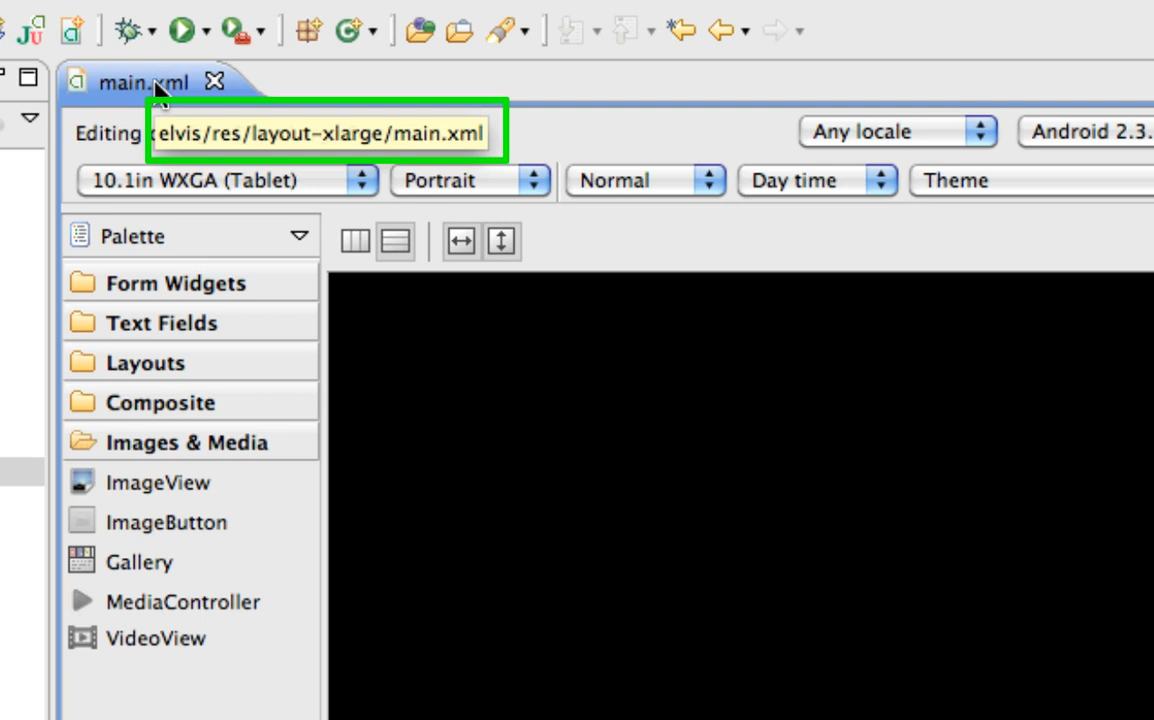 main.xml
Editing
elvis/res/layout-xlarge/main.xml
Any locale
Android 2.3.
10.1in WXGA (Tablet)
Portrait
Normal
Day time
Theme
Palette
Form Widgets
Text Fields
Layouts
Composite
Images & Media
ImageView
ImageButton
Gallery
MediaController
VideoView